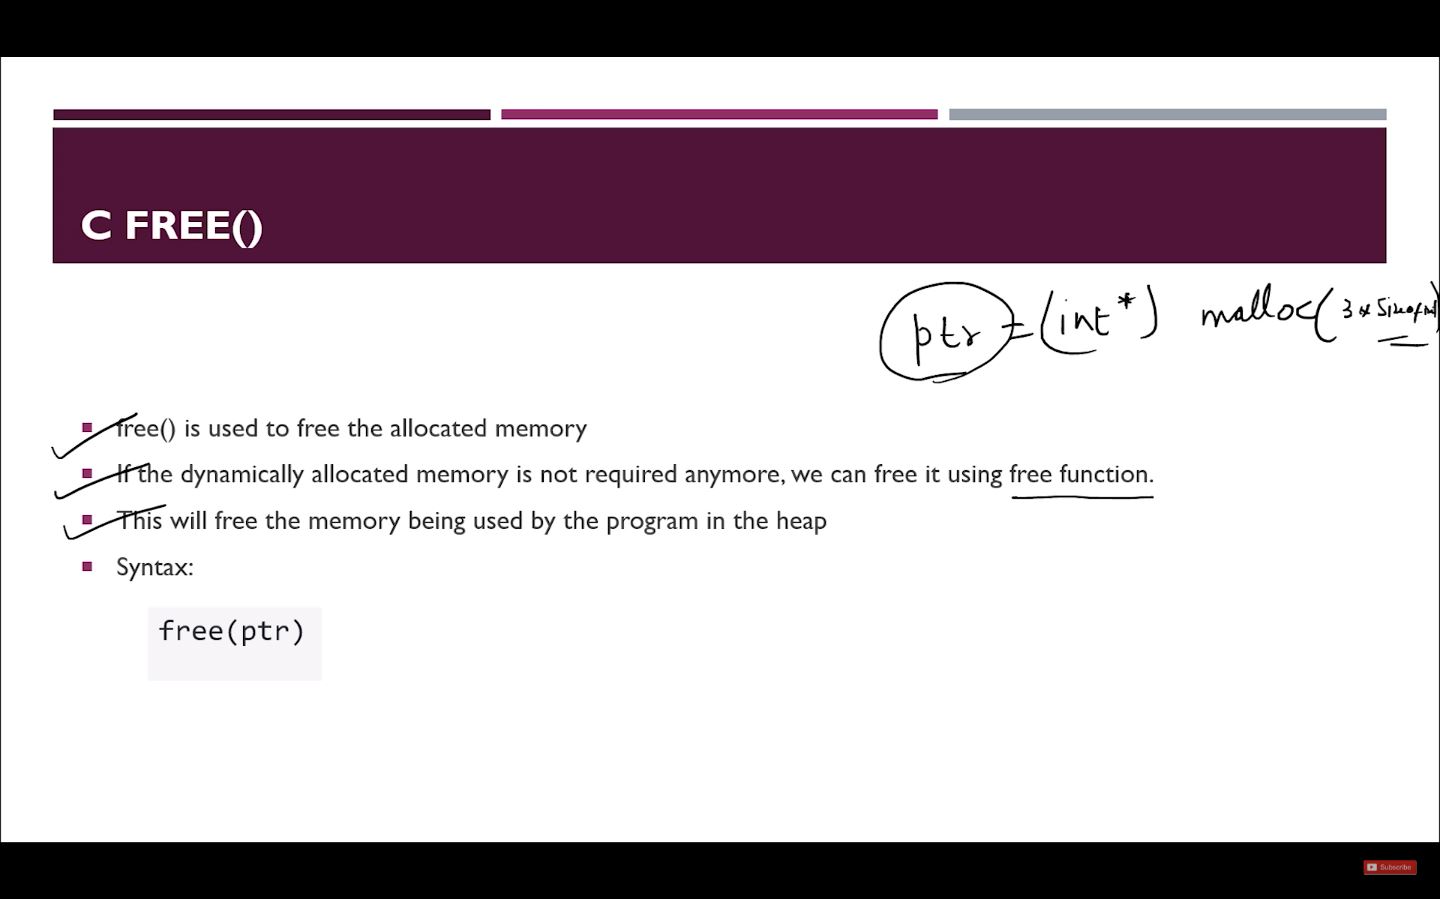 C FREE()
ptr = (int *) malloc( 3 *
free() is used to free the allocated memory
If the dynamically allocated memory is not required anymore, we can free it using free function.
This will free the memory being used by the program in the heap
Syntax:
free(ptr)
Subscribe